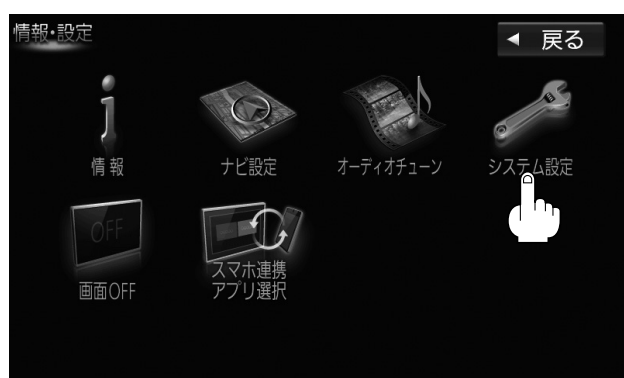 情報・設定
◀ 戻る
情報
ナビ設定
オーディオチューン
システム設定
OFF
画面OFF
スマホ連携
アプリ選択